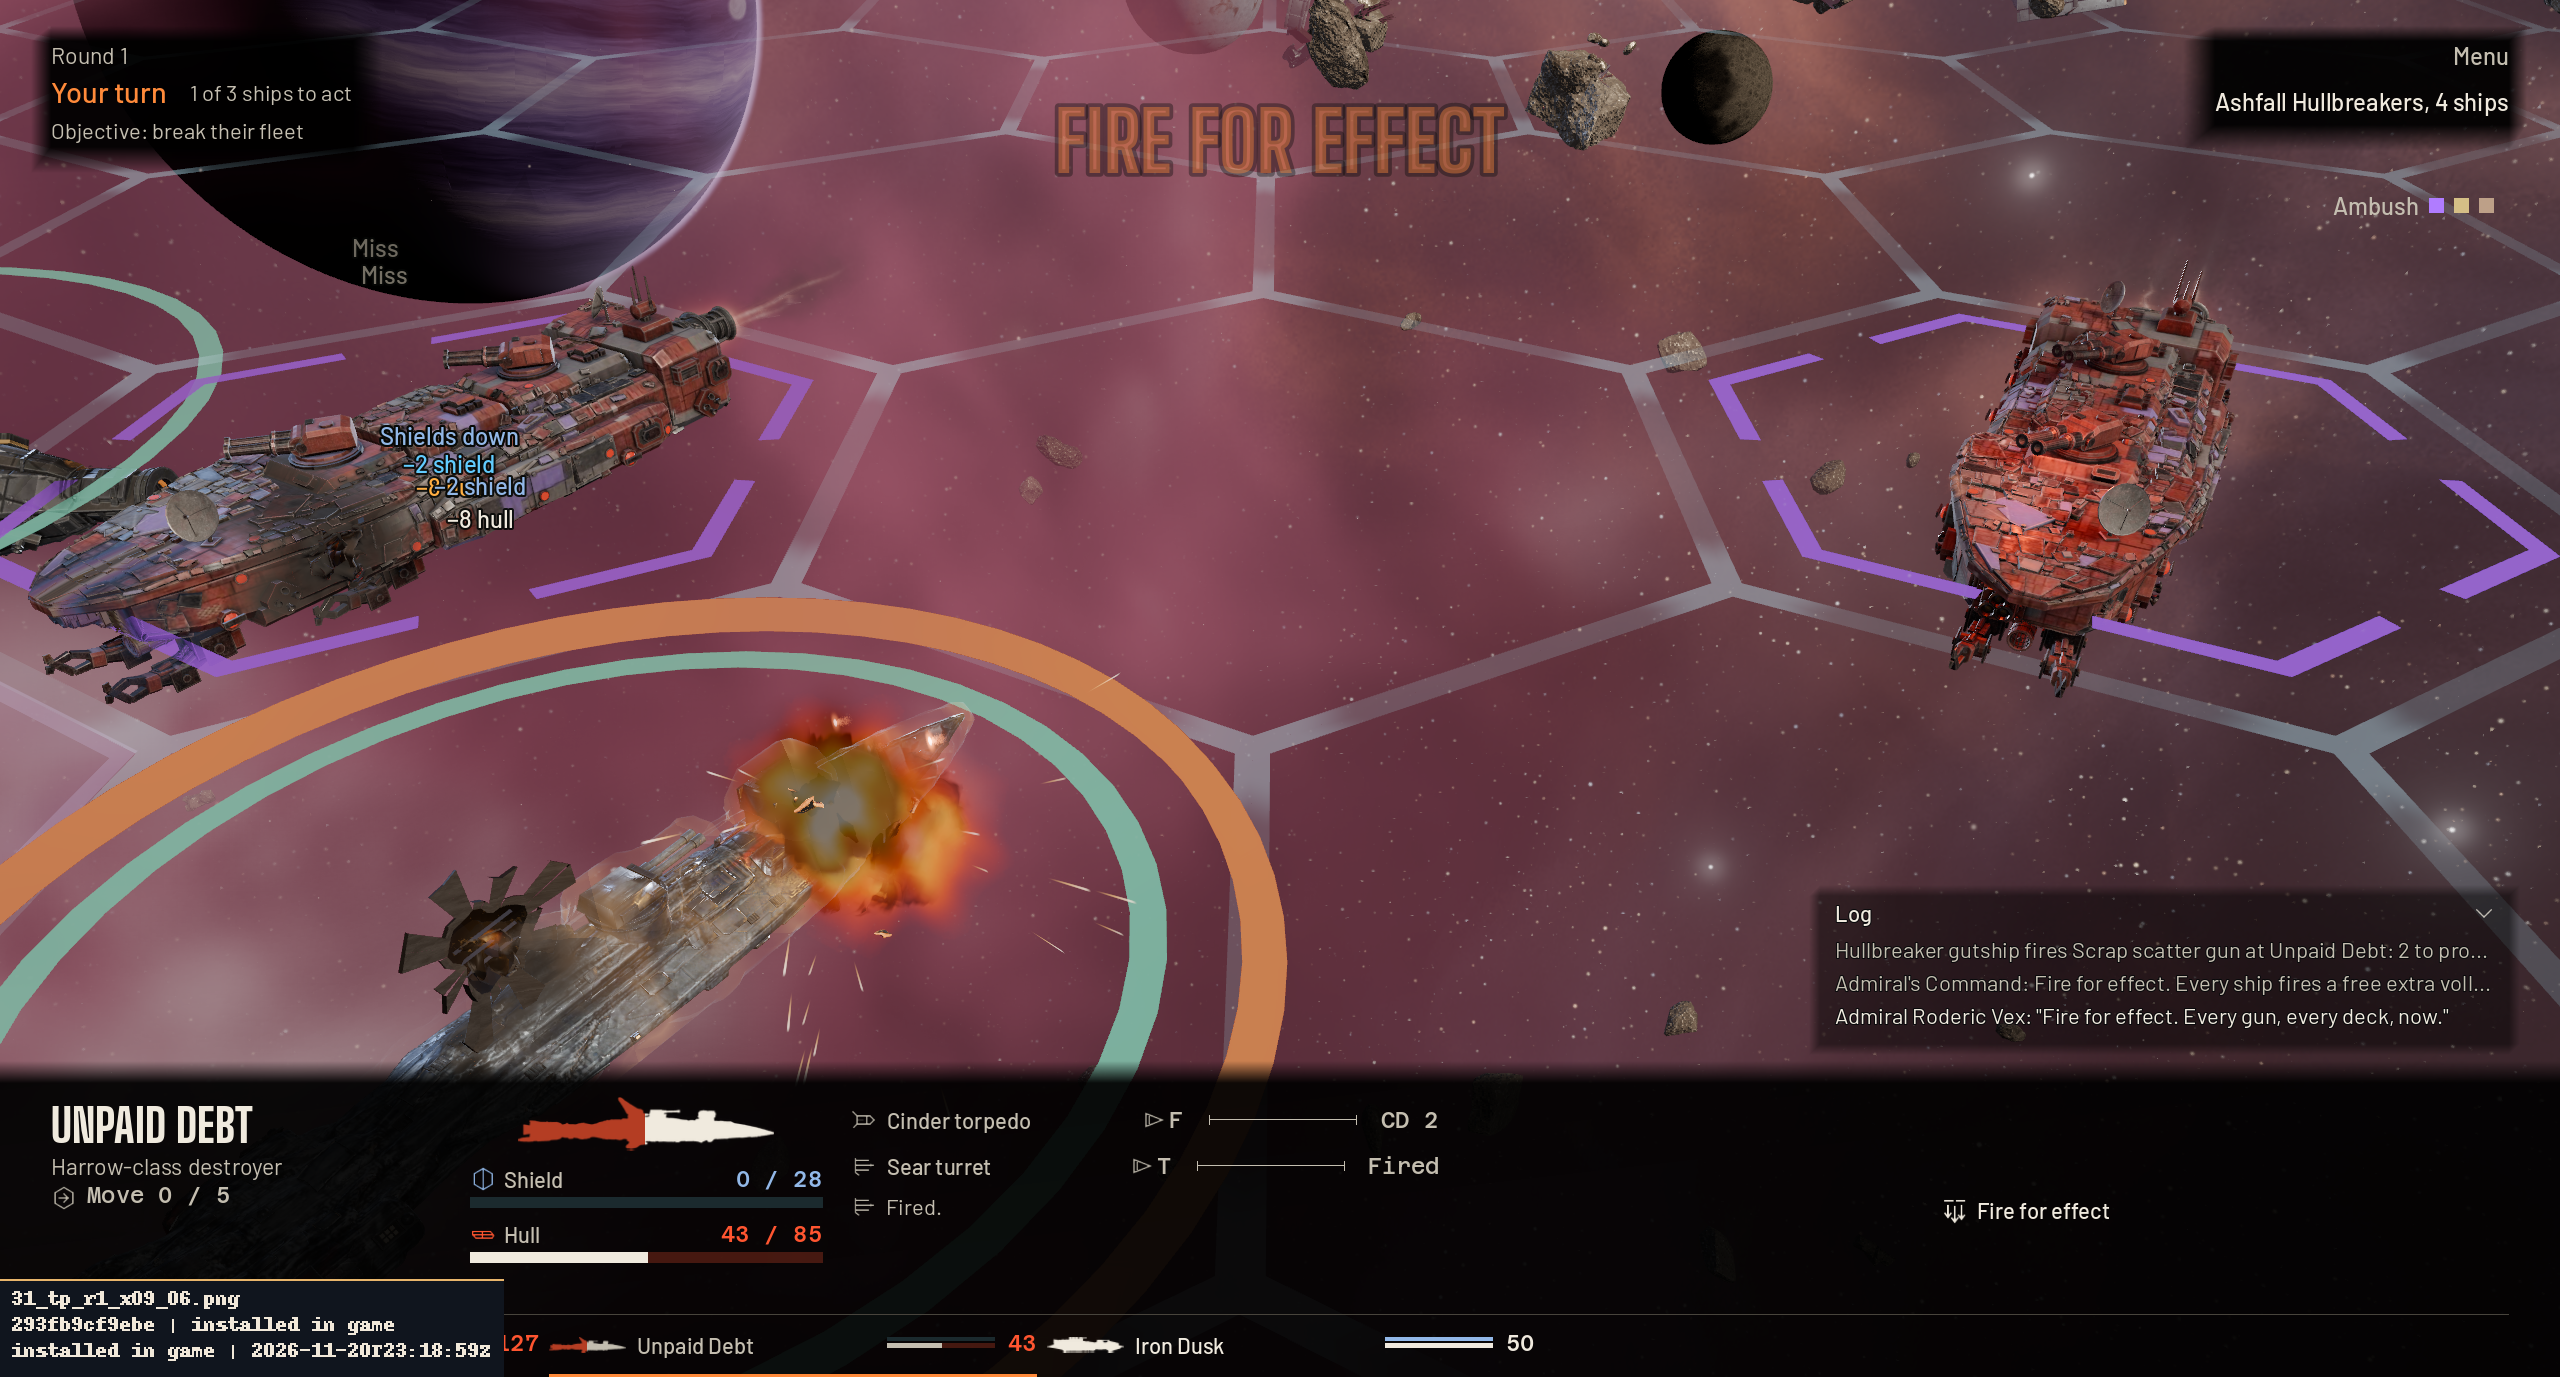 Round 1
Your turn 1 of 3 ships to act
Objective: break their fleet
FIRE FOR EFFECT
Menu
Ashfall Hullbreakers, 4 ships
Ambush
Miss
Miss
Shields down
−2 shield
−2 shield
−8 hull
Log
Hullbreaker gutship fires Scrap scatter gun at Unpaid Debt: 2 to pro...
Admiral's Command: Fire for effect. Every ship fires a free extra voll...
Admiral Roderic Vex: "Fire for effect. Every gun, every deck, now."
UNPAID DEBT
Harrow-class destroyer
Move 0 / 5
Shield 0 / 28
Hull 43 / 85
Cinder torpedo F CD 2
Sear turret T Fired
Fired.
Fire for effect
31_tp_r1_x09_06.png
293fb9cf9ebe | installed in game
installed in game | 2026-11-20T23:18:59Z
127 Unpaid Debt 43 Iron Dusk 50